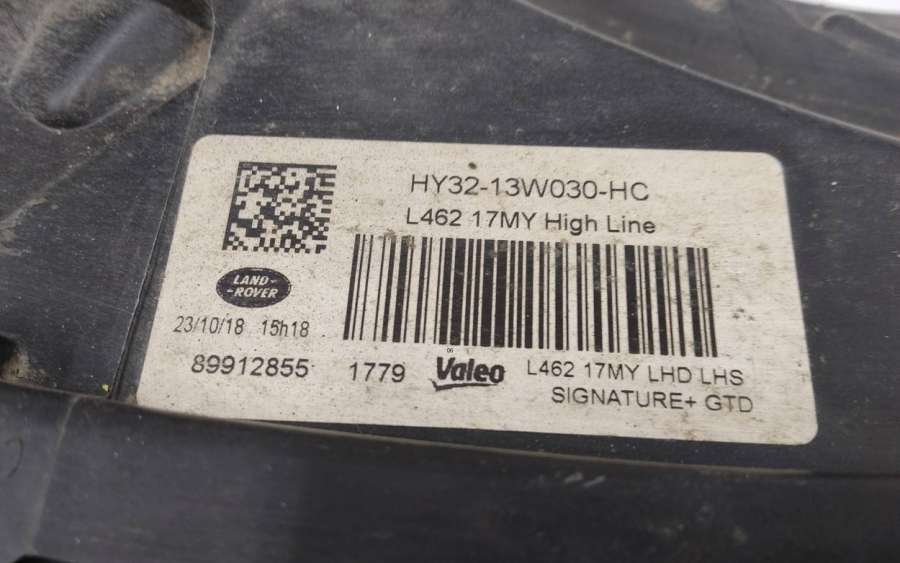 HY32-13W030-HC
L462 17MY High Line
LAND-
-ROVER
23/10/18 15h18
89912855 1779
06
Valeo
L462 17MY LHD LHS
SIGNATURE+ GTD